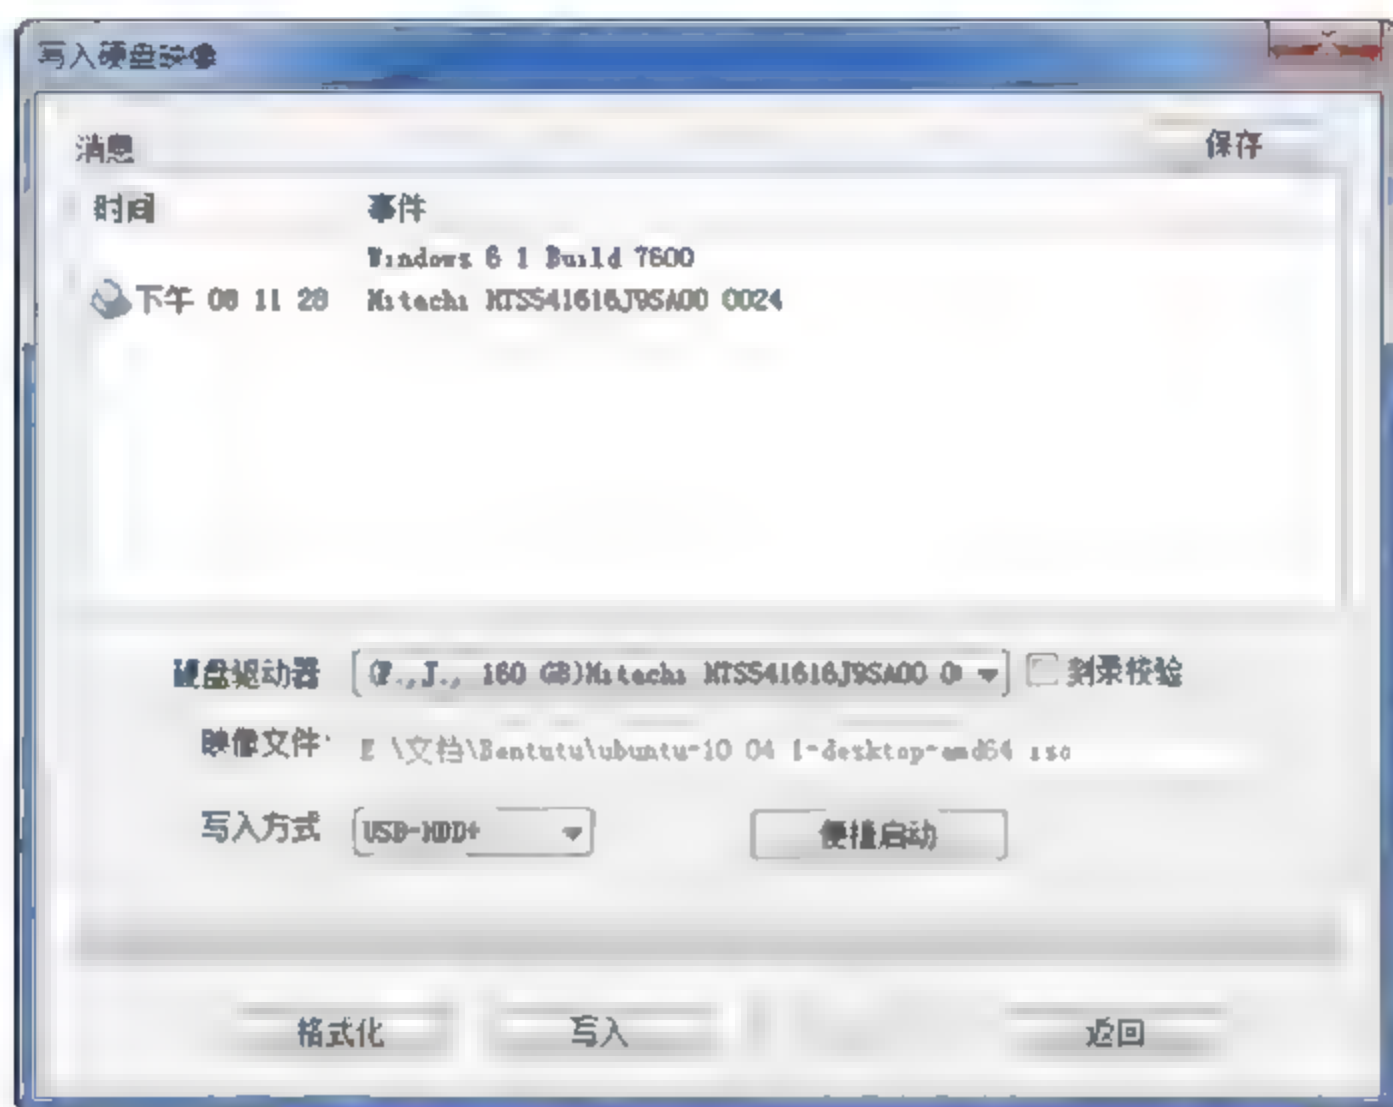 写入硬盘映像
消息 保存
时间 事件
Windows 6 1 Build 7600
下午 08 11 28 Hitachi HTS541616J9SA00 0024
硬盘驱动器 160 GB)Hitachi HTS541616J9SA00 刻录校验
映像文件: E \文档\ubuntu-10 04 1-desktop-amd64 iso
写入方式 USB-HDD+ 便捷启动
格式化 写入 返回